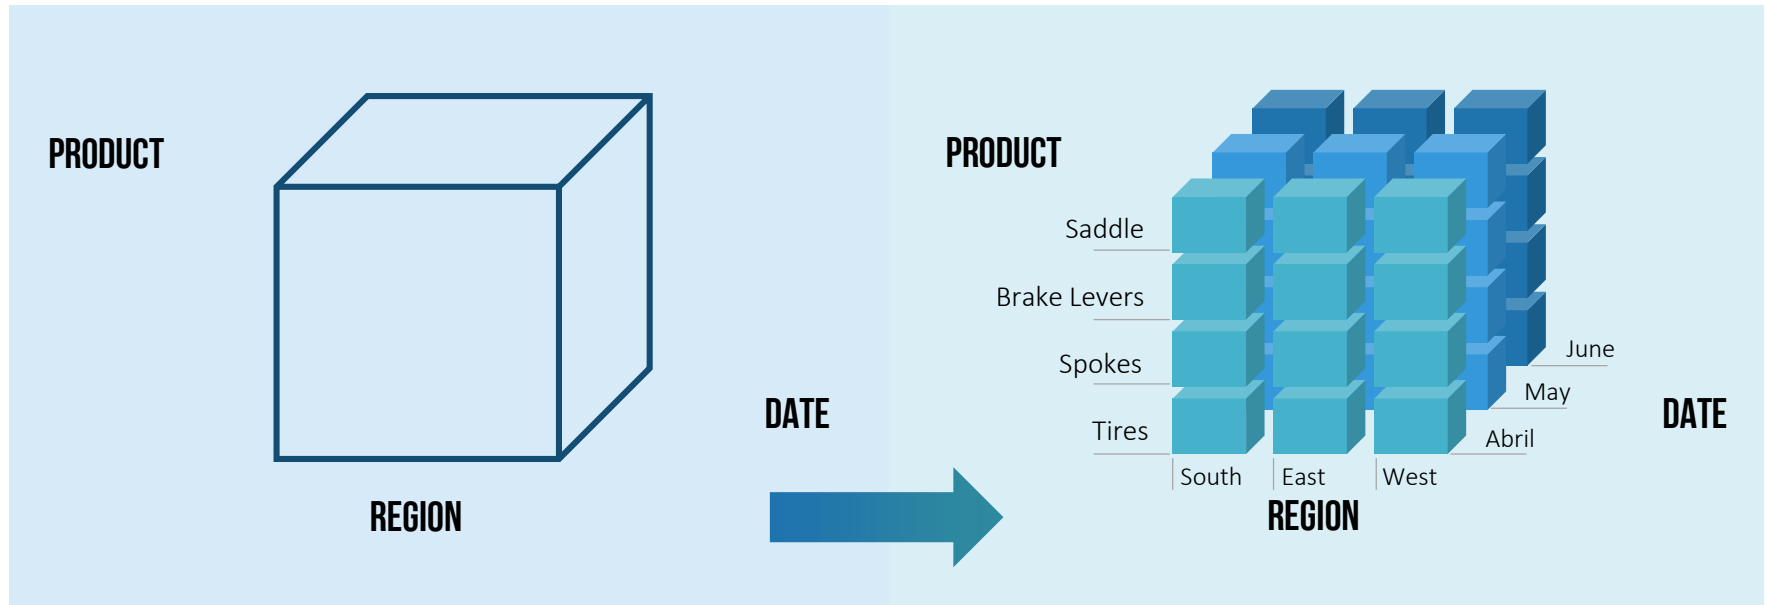 PRODUCT
DATE
REGION
PRODUCT
Saddle
Brake Levers
Spokes
Tires
South
East
West
June
May
Abril
DATE
REGION